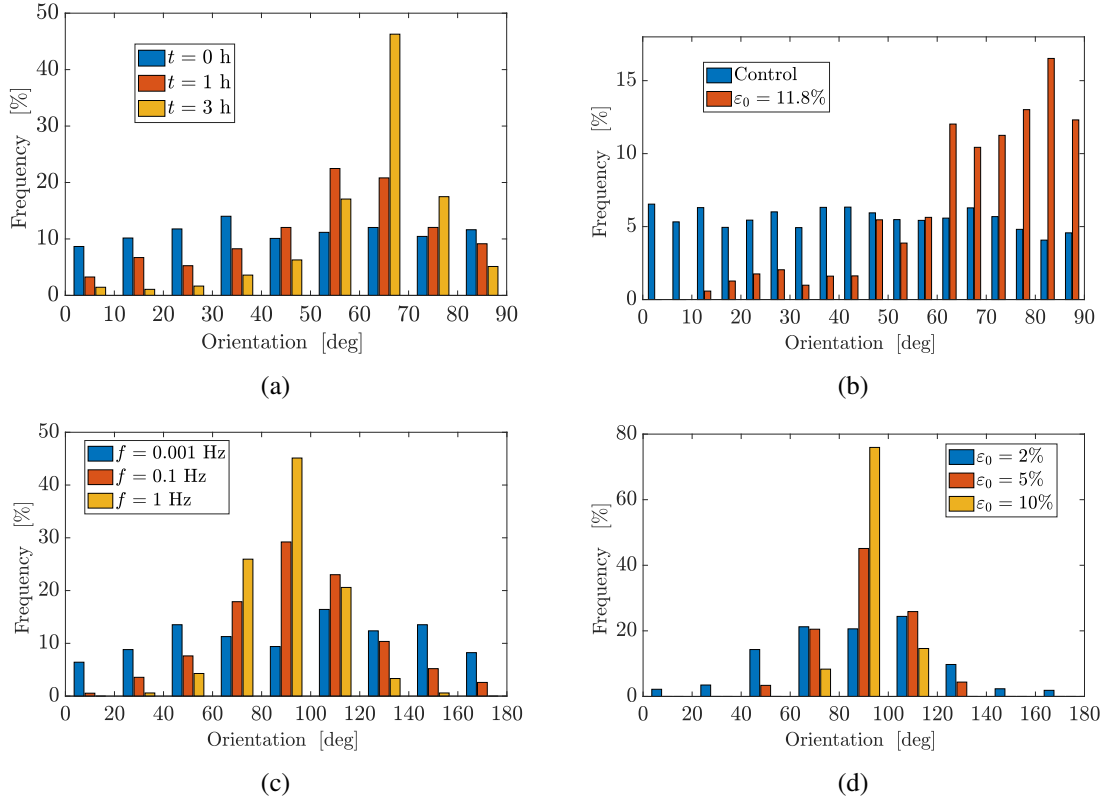 50
40
30
20
10
0
Frequency [%]
t = 0 h
t = 1 h
t = 3 h
0 10 20 30 40 50 60 70 80 90
Orientation [deg]
(a)
15
10
5
0
Frequency [%]
Control
ε₀ = 11.8%
0 10 20 30 40 50 60 70 80 90
Orientation [deg]
(b)
50
40
30
20
10
0
Frequency [%]
f = 0.001 Hz
f = 0.1 Hz
f = 1 Hz
0 20 40 60 80 100 120 140 160 180
Orientation [deg]
(c)
80
60
40
20
0
Frequency [%]
ε₀ = 2%
ε₀ = 5%
ε₀ = 10%
0 20 40 60 80 100 120 140 160 180
Orientation [deg]
(d)